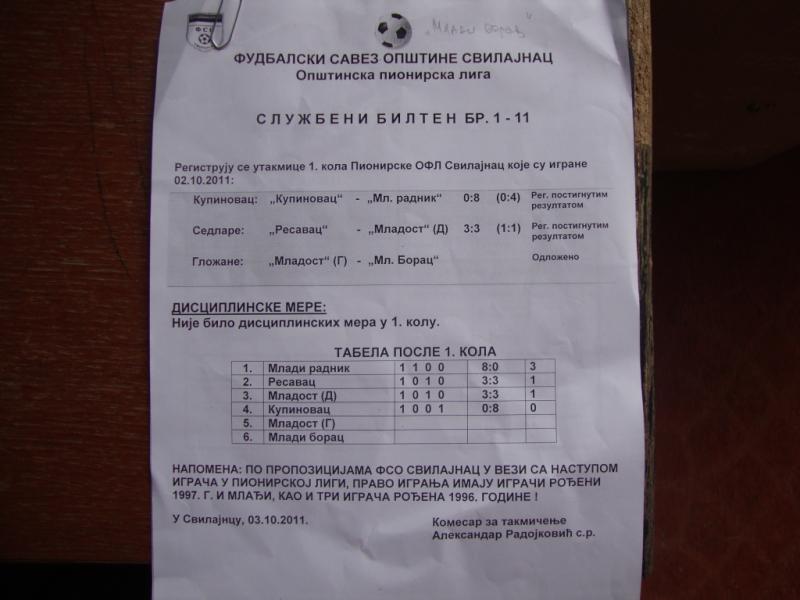 „Млади борац"
ФСО
ФУДБАЛСКИ САВЕЗ ОПШТИНЕ СВИЛАЈНАЦ
Општинска пионирска лига
С Л У Ж Б Е Н И  Б И Л Т Е Н  БР. 1 - 11
Региструју се утакмице 1. кола Пионирске ОФЛ Свилајнац које су игране
02.10.2011:
Купиновац: „Купиновац“ - „Мл. радник“ 0:8 (0:4) Рег. постигнутим
резултатом
Седларе: „Ресавац“ - „Младост“ (Д) 3:3 (1:1) Рег. постигнутим
резултатом
Гложане: „Младост“ (Г) - „Мл. Борац“ Одложено
ДИСЦИПЛИНСКЕ МЕРЕ:
Није било дисциплинских мера у 1. колу.
ТАБЕЛА ПОСЛЕ 1. КОЛА
1. Млади радник 1 1 0 0 8:0 3
2. Ресавац 1 0 1 0 3:3 1
3. Младост (Д) 1 0 1 0 3:3 1
4. Купиновац 1 0 0 1 0:8 0
5. Младост (Г)
6. Млади борац
НАПОМЕНА: ПО ПРОПОЗИЦИЈАМА ФСО СВИЛАЈНАЦ У ВЕЗИ СА НАСТУПОМ
ИГРАЧА У ПИОНИРСКОЈ ЛИГИ, ПРАВО ИГРАЊА ИМАЈУ ИГРАЧИ РОЂЕНИ
1997. Г. И МЛАЂИ, КАО И ТРИ ИГРАЧА РОЂЕНА 1996. ГОДИНЕ !
У Свилајнцу, 03.10.2011.
Комесар за такмичење
Александар Радојковић с.р.